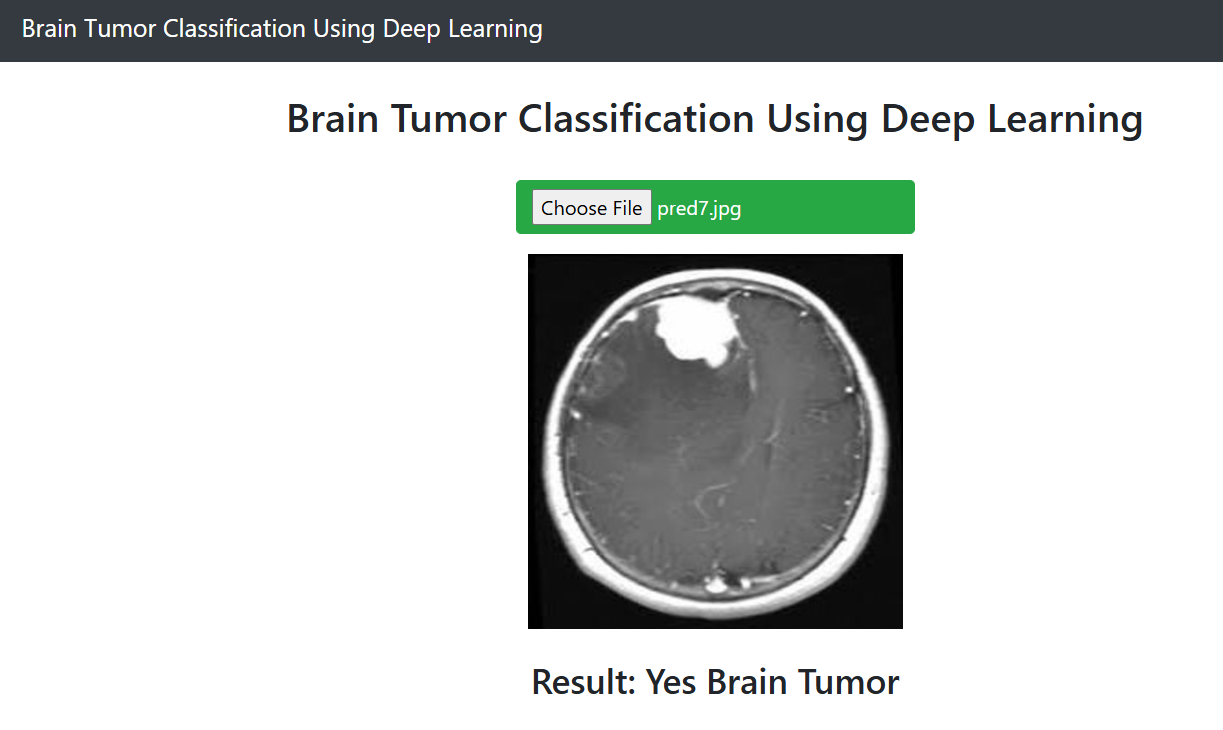 Brain Tumor Classification Using Deep Learning
Brain Tumor Classification Using Deep Learning
Choose File pred7.jpg
Result: Yes Brain Tumor